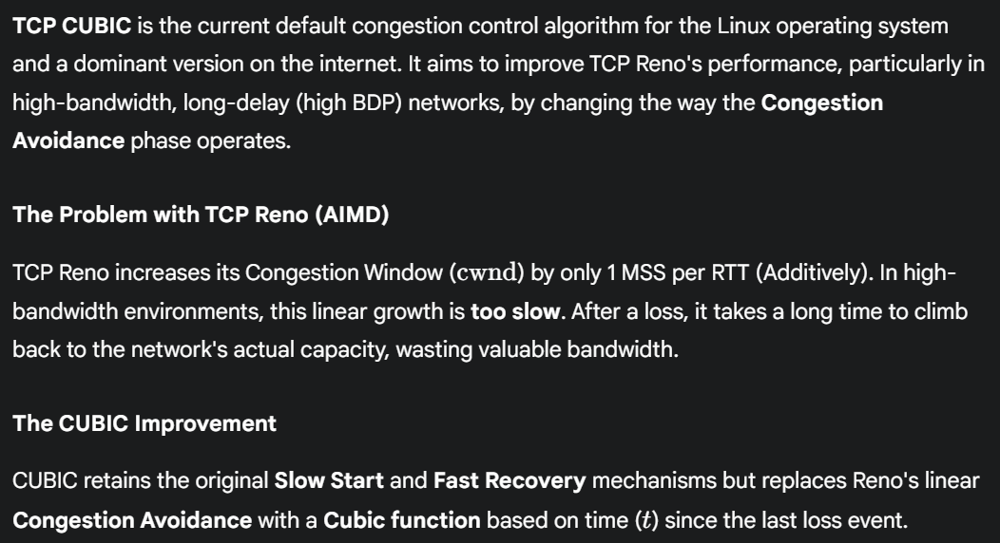 TCP CUBIC is the current default congestion control algorithm for the Linux operating system
and a dominant version on the internet. It aims to improve TCP Reno's performance, particularly in
high-bandwidth, long-delay (high BDP) networks, by changing the way the Congestion
Avoidance phase operates.
The Problem with TCP Reno (AIMD)
TCP Reno increases its Congestion Window (cwnd) by only 1 MSS per RTT (Additively). In high-
bandwidth environments, this linear growth is too slow. After a loss, it takes a long time to climb
back to the network's actual capacity, wasting valuable bandwidth.
The CUBIC Improvement
CUBIC retains the original Slow Start and Fast Recovery mechanisms but replaces Reno's linear
Congestion Avoidance with a Cubic function based on time (t) since the last loss event.